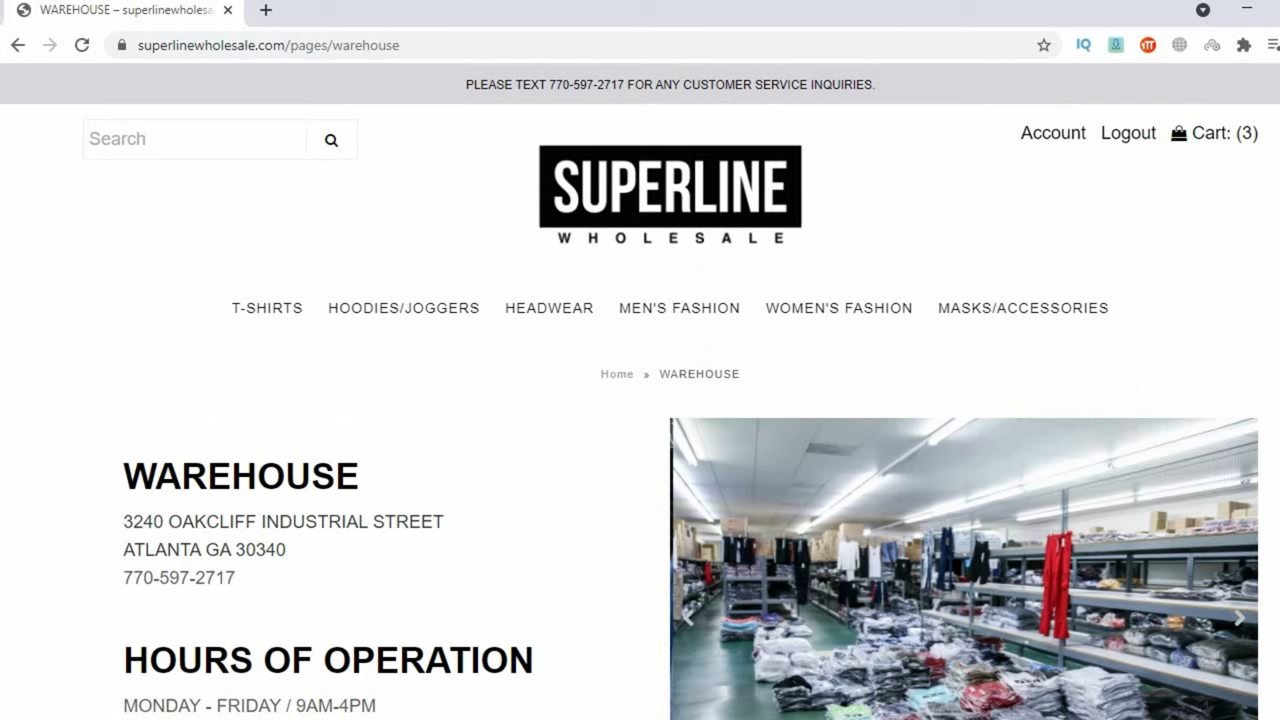 WAREHOUSE – superlinewholesa
superlinewholesale.com/pages/warehouse
IQ
PLEASE TEXT 770-597-2717 FOR ANY CUSTOMER SERVICE INQUIRIES.
Search
Account Logout Cart: (3)
SUPERLINE
WHOLESALE
T-SHIRTS HOODIES/JOGGERS HEADWEAR MEN'S FASHION WOMEN'S FASHION MASKS/ACCESSORIES
Home » WAREHOUSE
WAREHOUSE
3240 OAKCLIFF INDUSTRIAL STREET
ATLANTA GA 30340
770-597-2717
HOURS OF OPERATION
MONDAY - FRIDAY / 9AM-4PM